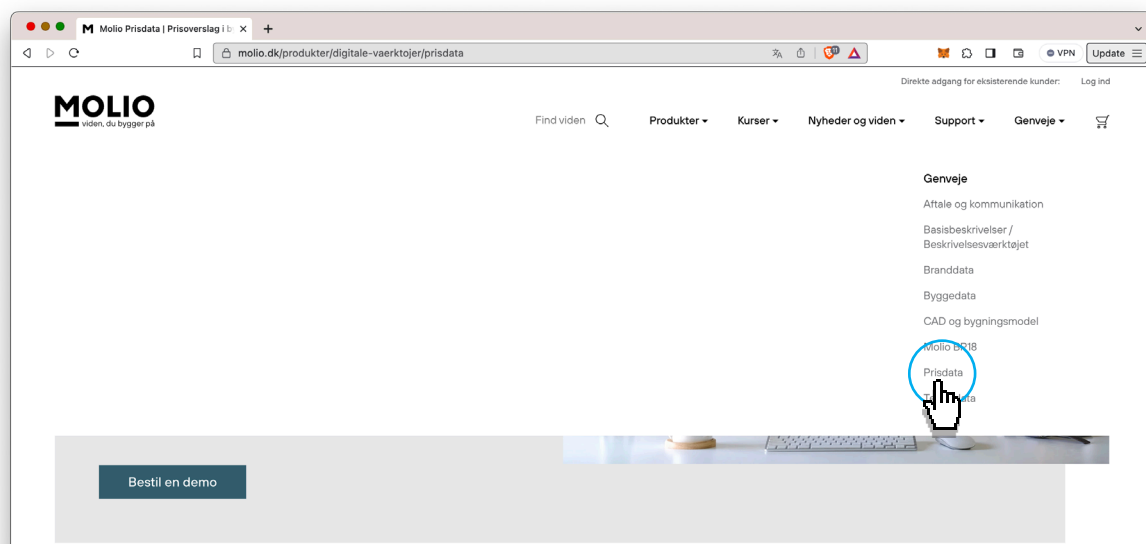 Molio Prisdata | Prisoverslag i b
molio.dk/produkter/digitale-vaerktojer/prisdata
VPN
Update
Direkte adgang for eksisterende kunder: Log ind
MOLIO
viden, du bygger på
Find viden Produkter Kurser Nyheder og viden Support Genveje
Genveje
Aftale og kommunikation
Basisbeskrivelser /
Beskrivelsesværktøjet
Branddata
Byggedata
CAD og bygningsmodel
Molio BR18
Prisdata
Bestil en demo